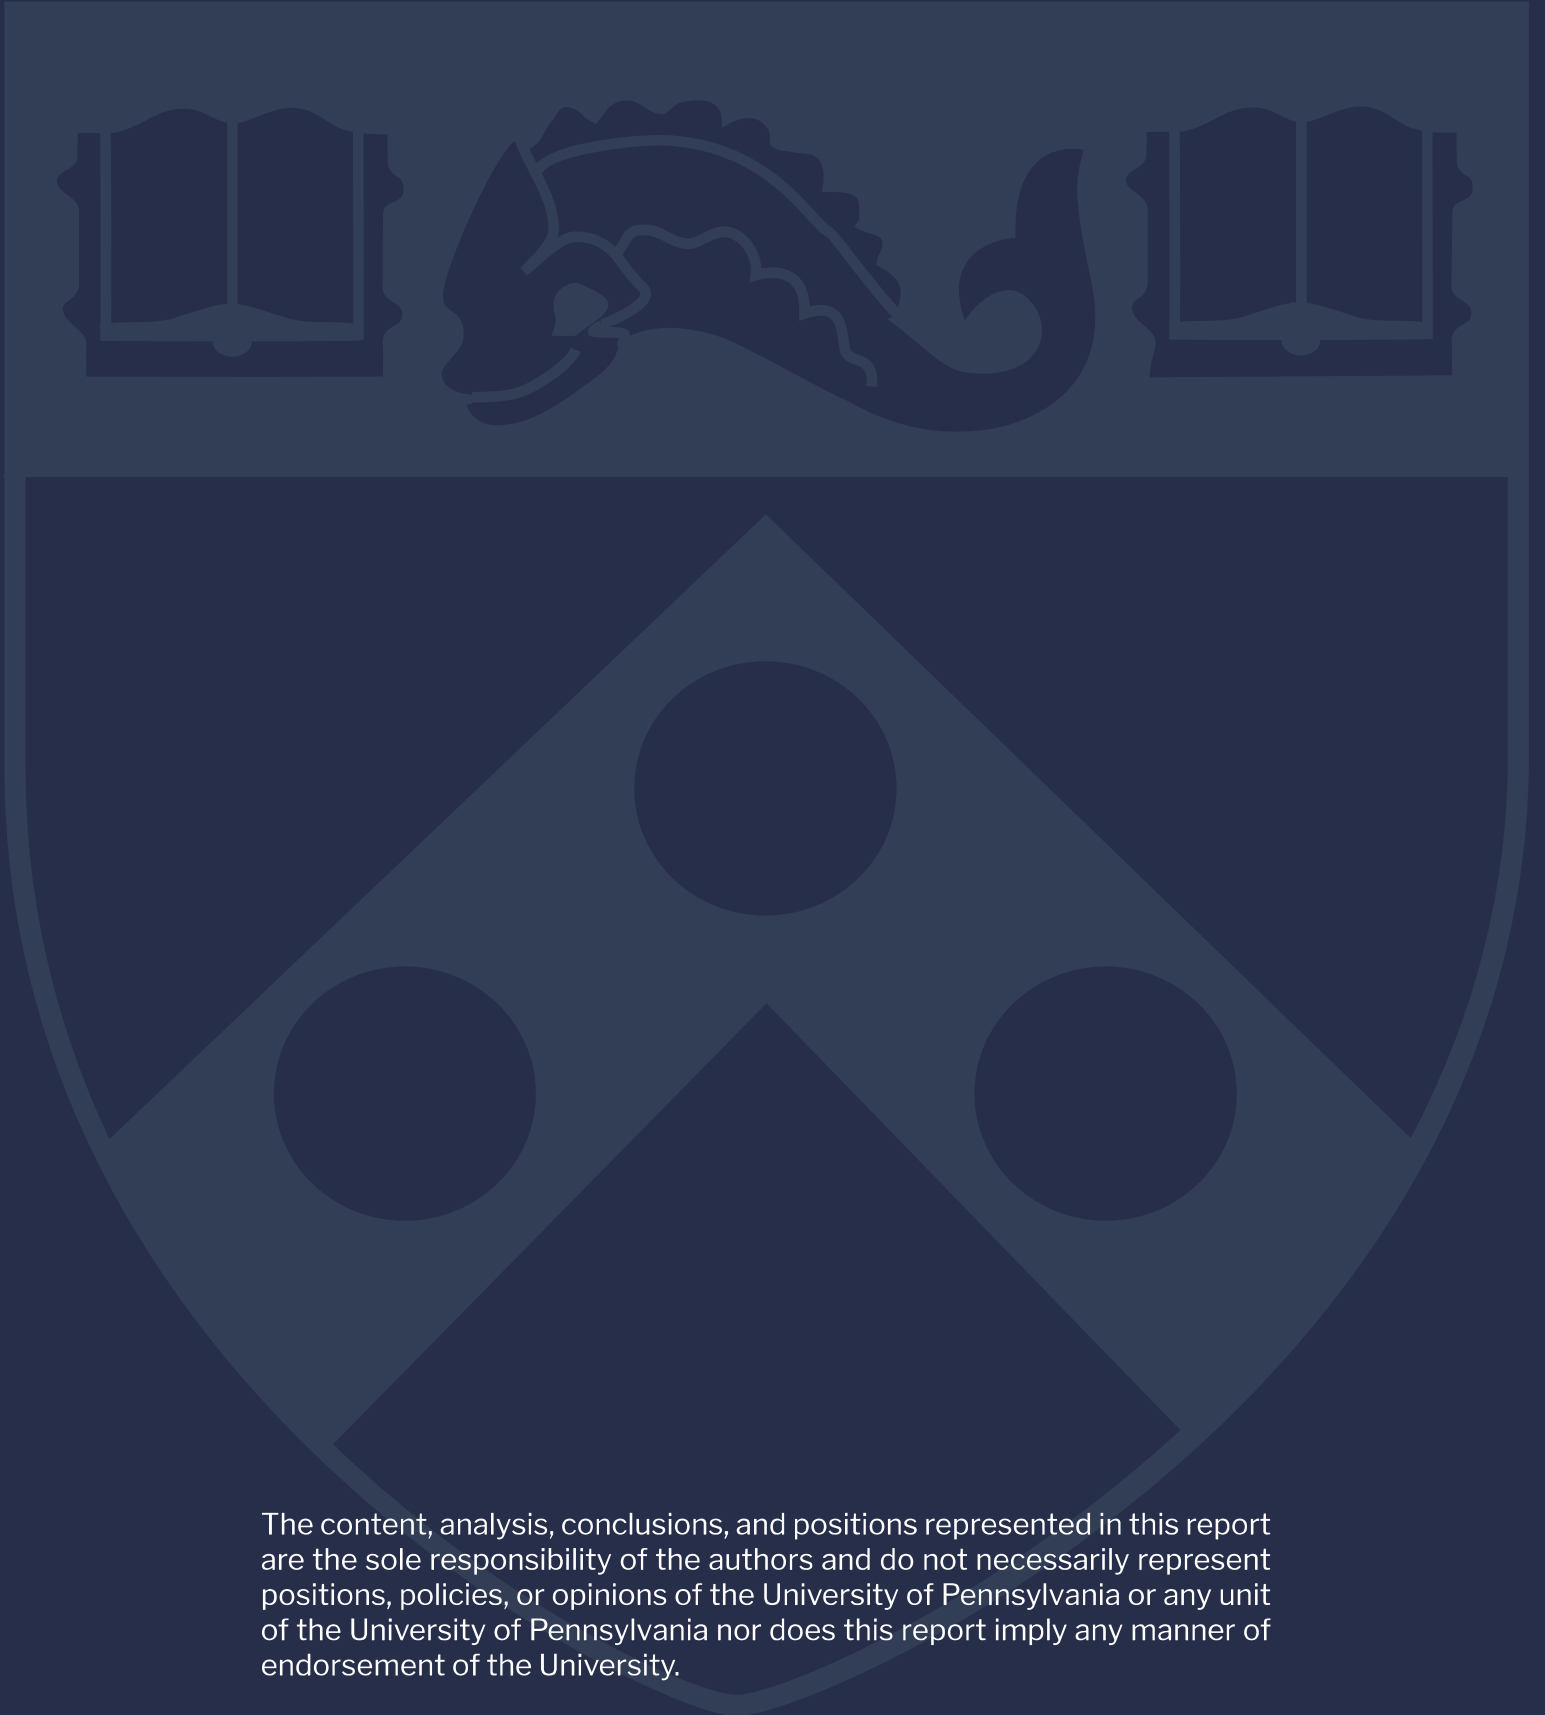 The content, analysis, conclusions, and positions represented in this report
are the sole responsibility of the authors and do not necessarily represent
positions, policies, or opinions of the University of Pennsylvania or any unit
of the University of Pennsylvania nor does this report imply any manner of
endorsement of the University.